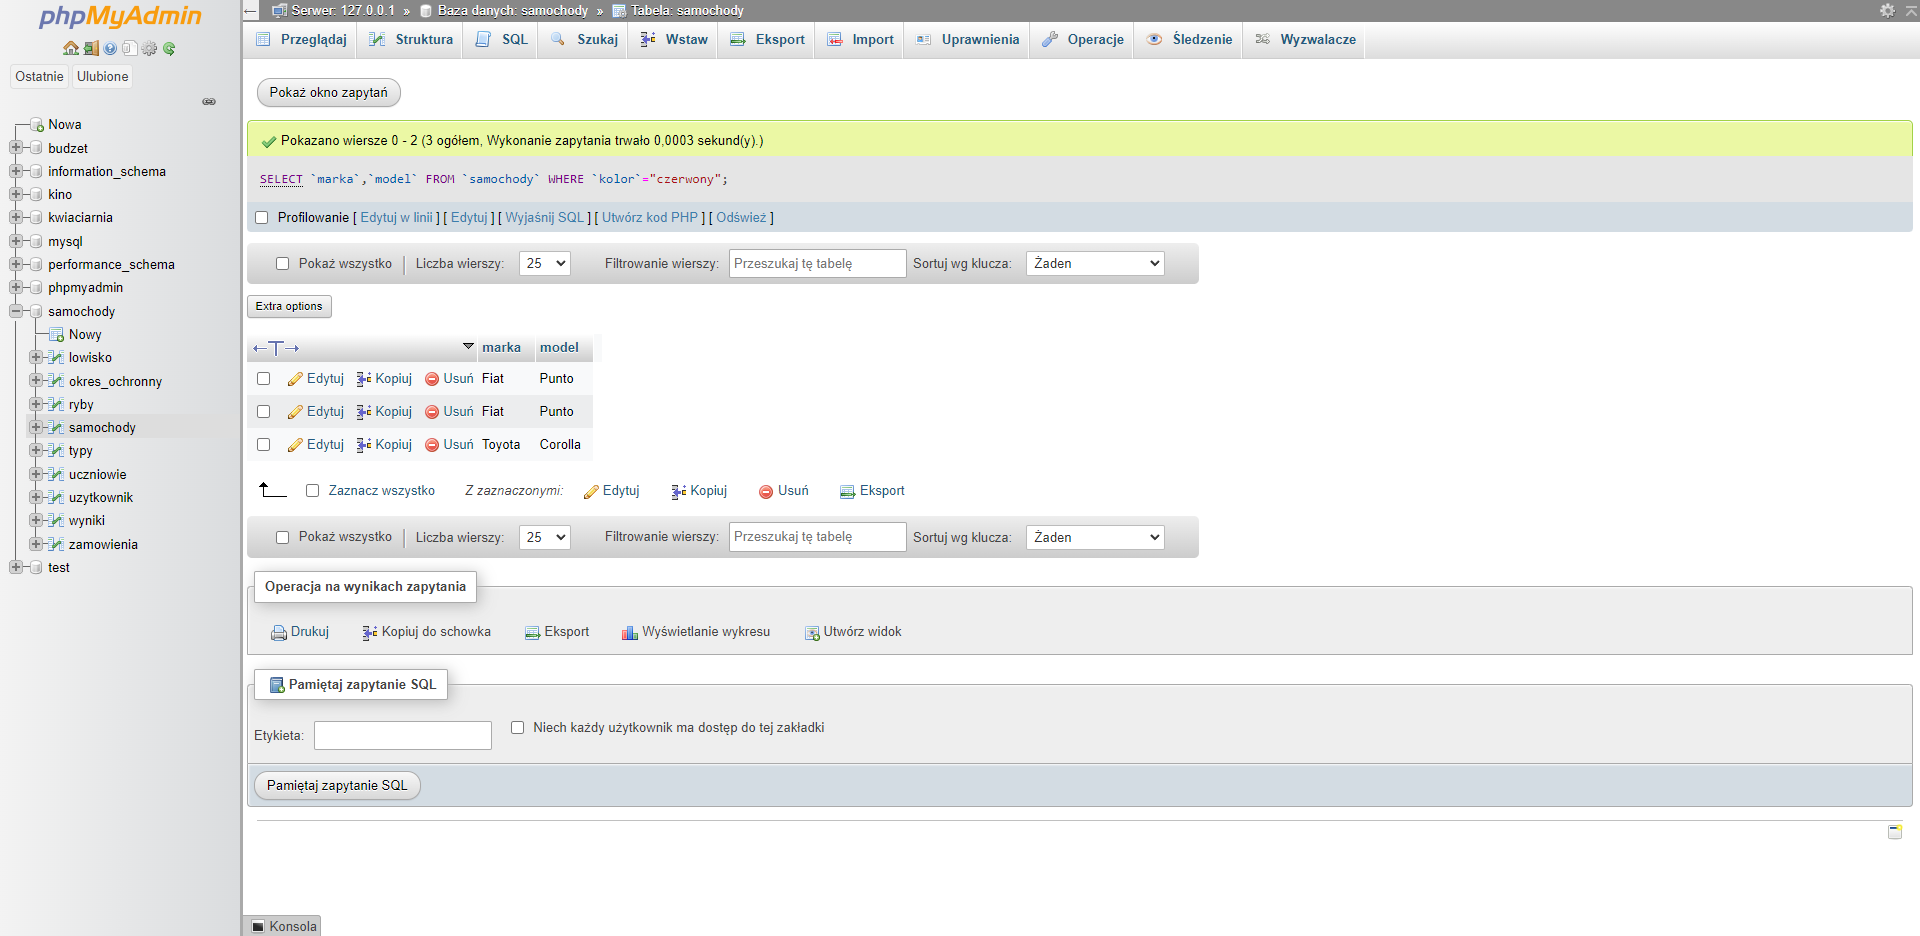 phpMyAdmin
Ostatnie Ulubione
Nowa
budzet
information_schema
kino
kwiaciarnia
mysql
performance_schema
phpmyadmin
samochody
Nowy
lowisko
okres_ochronny
ryby
samochody
typy
uczniowie
uzytkownik
wyniki
zamowienia
test
Serwer: 127.0.0.1 » Baza danych: samochody » Tabela: samochody
Przeglądaj Struktura SQL Szukaj Wstaw Eksport Import Uprawnienia Operacje Śledzenie Wyzwalacze
Pokaż okno zapytań
Pokazano wiersze 0 - 2 (3 ogółem, Wykonanie zapytania trwało 0,0003 sekund(y).)
SELECT `marka`,`model` FROM `samochody` WHERE `kolor`="czerwony";
Profilowanie [ Edytuj w linii ] [ Edytuj ] [ Wyjaśnij SQL ] [ Utwórz kod PHP ] [ Odśwież ]
Pokaż wszystko Liczba wierszy: 25 Filtrowanie wierszy: Przeszukaj tę tabelę Sortuj wg klucza: Żaden
Extra options
←T→ marka model
Edytuj Kopiuj Usuń Fiat Punto
Edytuj Kopiuj Usuń Fiat Punto
Edytuj Kopiuj Usuń Toyota Corolla
Zaznacz wszystko Z zaznaczonymi: Edytuj Kopiuj Usuń Eksport
Pokaż wszystko Liczba wierszy: 25 Filtrowanie wierszy: Przeszukaj tę tabelę Sortuj wg klucza: Żaden
Operacja na wynikach zapytania
Drukuj Kopiuj do schowka Eksport Wyświetlanie wykresu Utwórz widok
Pamiętaj zapytanie SQL
Etykieta: Niech każdy użytkownik ma dostęp do tej zakładki
Pamiętaj zapytanie SQL
Konsola